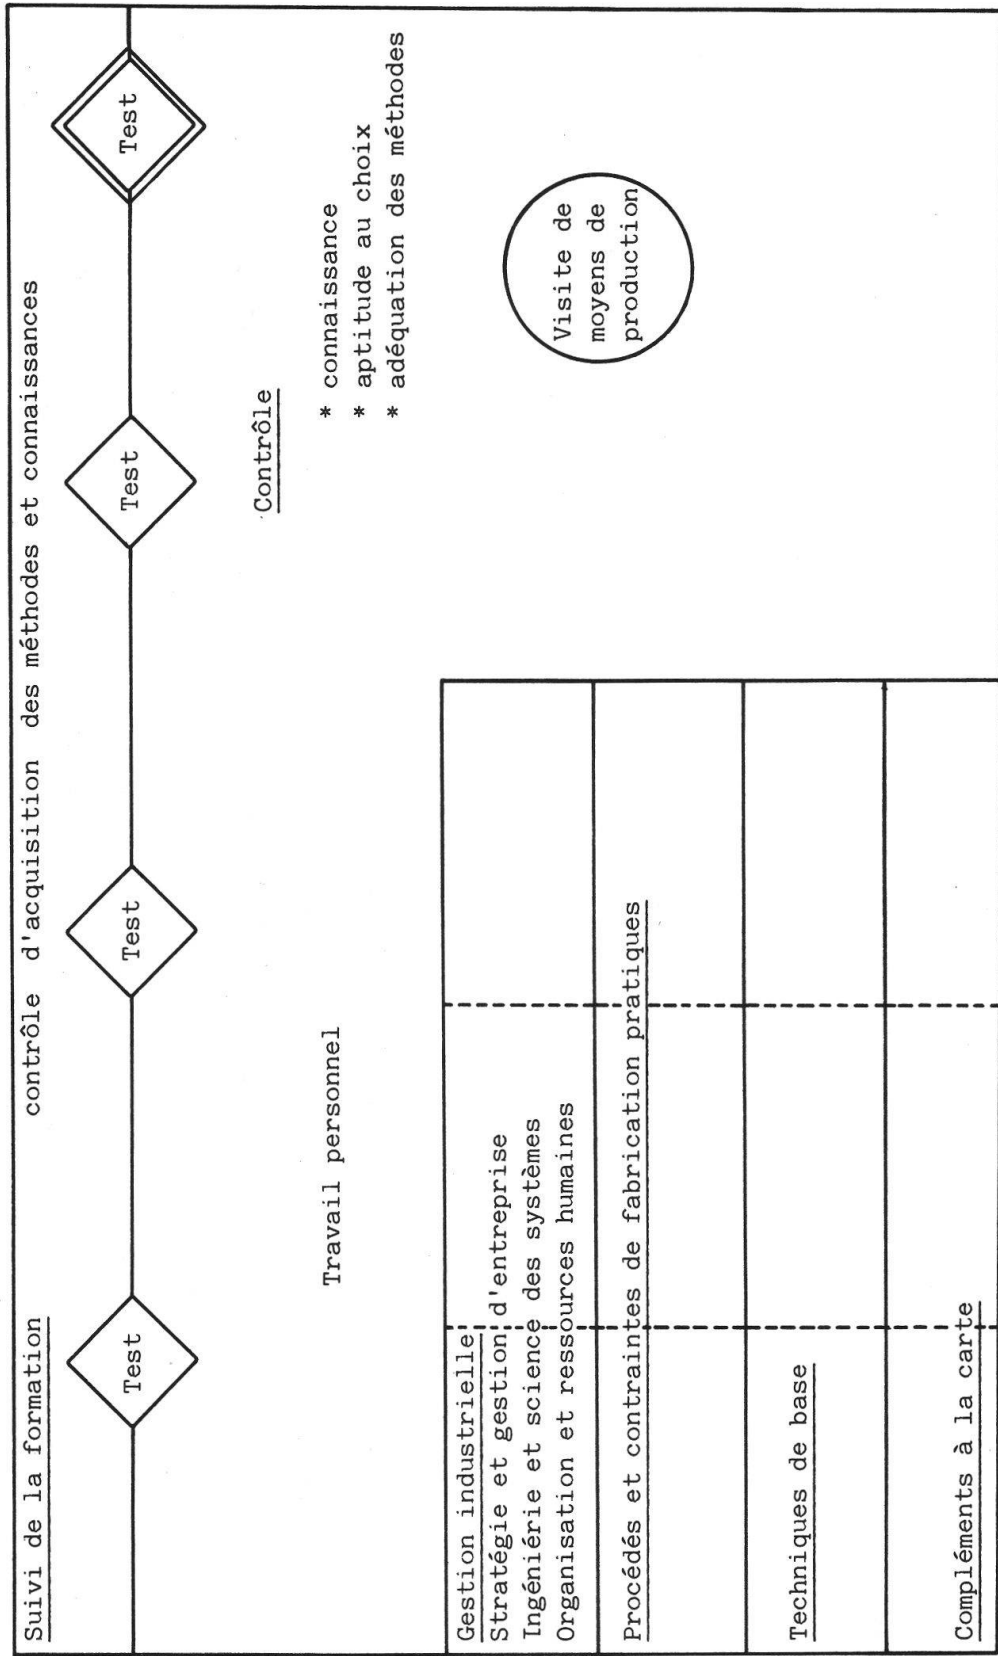 Suivi de la formation
contrôle d'acquisition des méthodes et connaissances
Test
Test
Test
Test
Travail personnel
Contrôle
* connaissance
* aptitude au choix
* adéquation des méthodes
Gestion industrielle
Stratégie et gestion d'entreprise
Ingéniérie et science des systèmes
Organisation et ressources humaines
Procédés et contraintes de fabrication pratiques
Techniques de base
Compléments à la carte
Visite de
moyens de
production